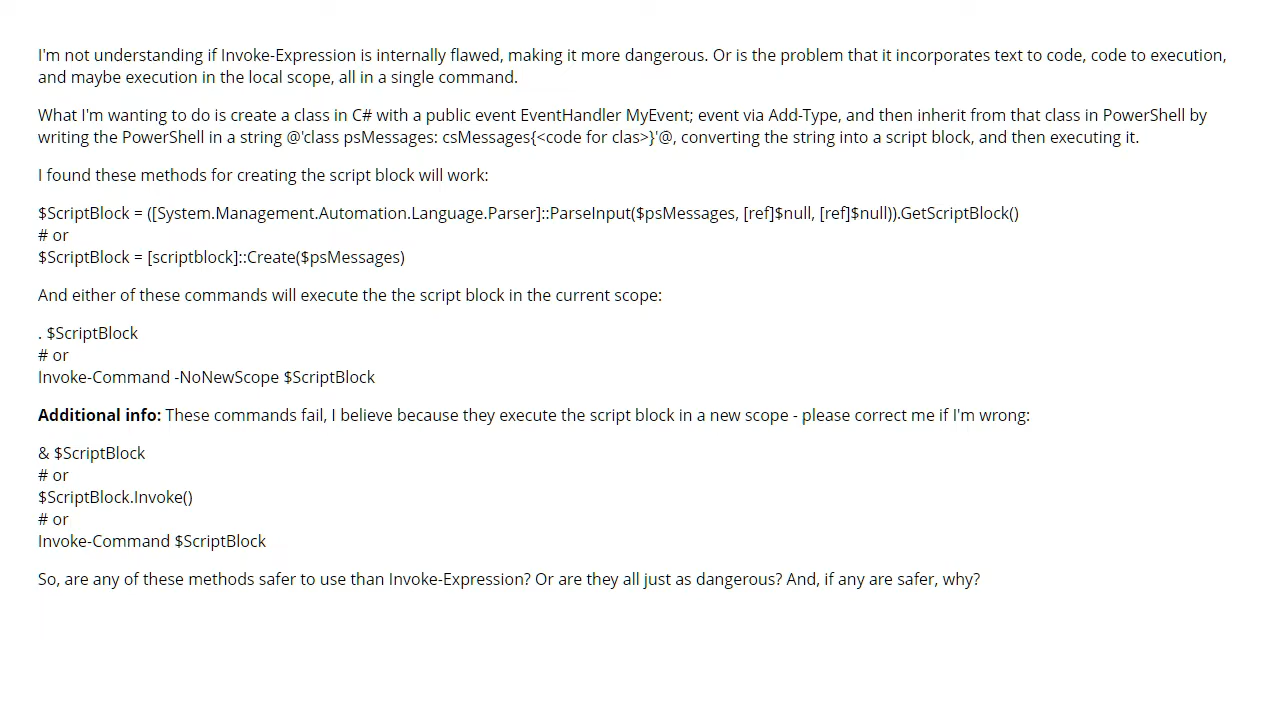 I'm not understanding if Invoke-Expression is internally flawed, making it more dangerous. Or is the problem that it incorporates text to code, code to execution,
and maybe execution in the local scope, all in a single command.
What I'm wanting to do is create a class in C# with a public event EventHandler MyEvent; event via Add-Type, and then inherit from that class in PowerShell by
writing the PowerShell in a string @'class psMessages: csMessages{<code for clas>}'@, converting the string into a script block, and then executing it.
I found these methods for creating the script block will work:
$ScriptBlock = ([System.Management.Automation.Language.Parser]::ParseInput($psMessages, [ref]$null, [ref]$null)).GetScriptBlock()
# or
$ScriptBlock = [scriptblock]::Create($psMessages)
And either of these commands will execute the the script block in the current scope:
. $ScriptBlock
# or
Invoke-Command -NoNewScope $ScriptBlock
Additional info: These commands fail, I believe because they execute the script block in a new scope - please correct me if I'm wrong:
& $ScriptBlock
# or
$ScriptBlock.Invoke()
# or
Invoke-Command $ScriptBlock
So, are any of these methods safer to use than Invoke-Expression? Or are they all just as dangerous? And, if any are safer, why?